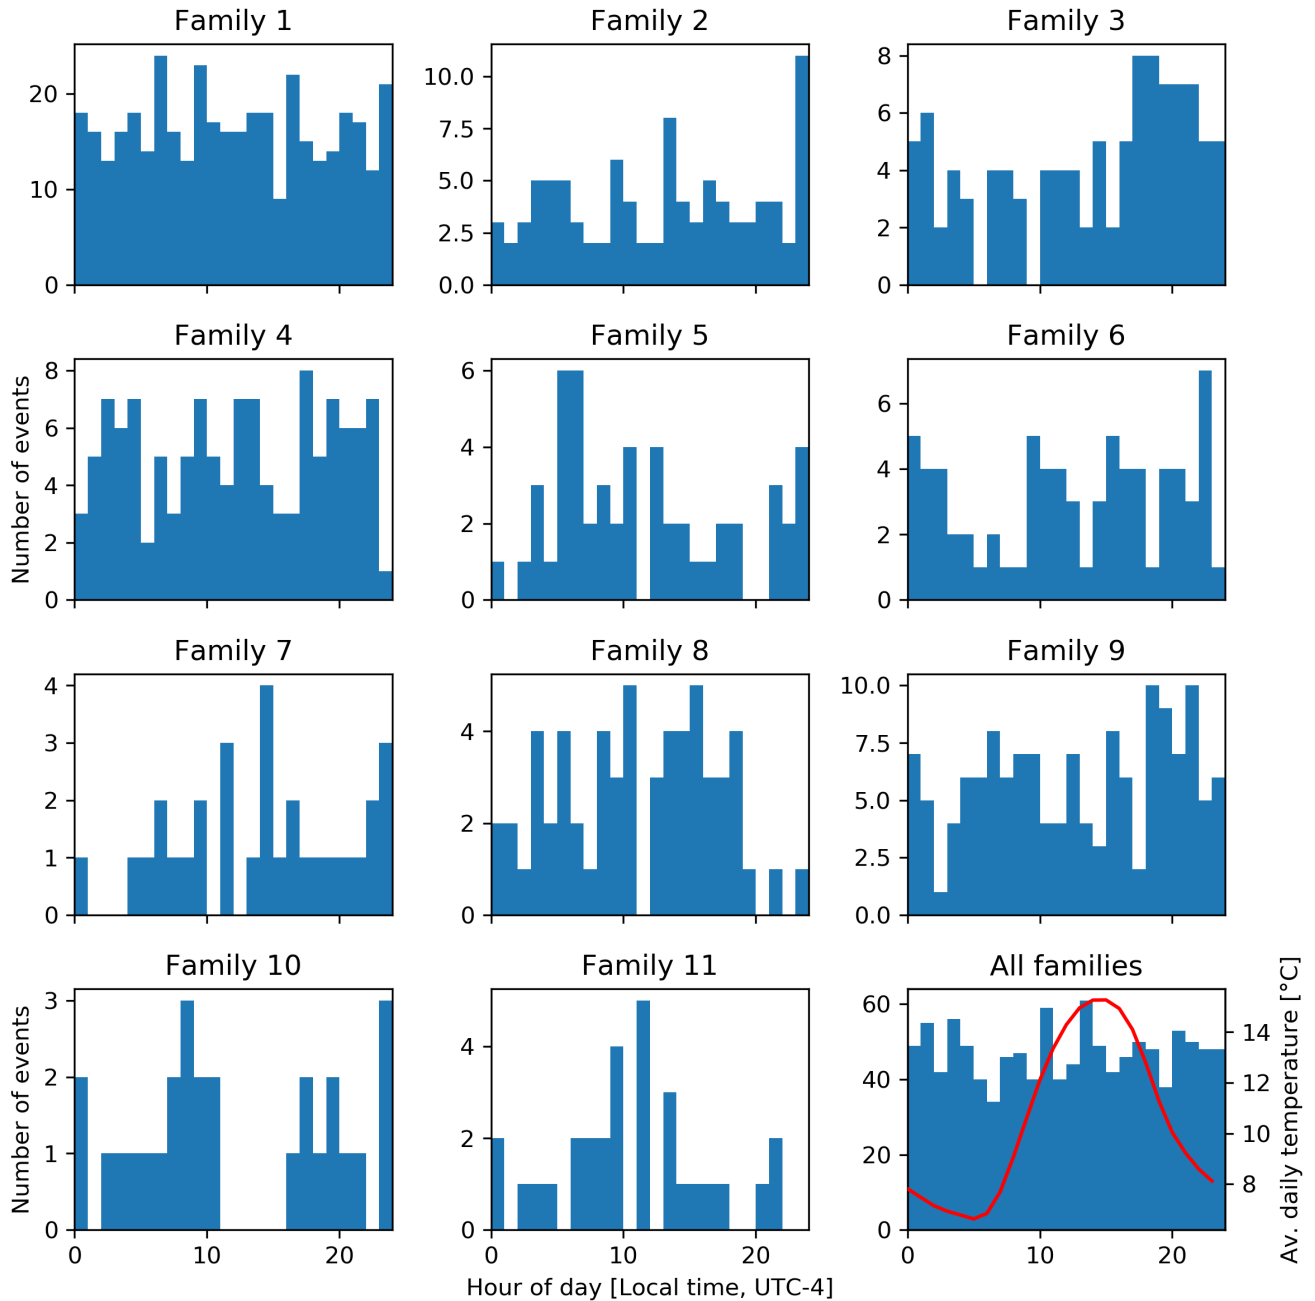 Family 1
Family 2
Family 3
0
10
20
0.0
2.5
5.0
7.5
10.0
0
2
4
6
8
Family 4
Family 5
Family 6
Number of events
0
2
4
6
8
0
2
4
6
0
2
4
6
Family 7
Family 8
Family 9
0
1
2
3
4
0
2
4
0.0
2.5
5.0
7.5
10.0
Family 10
Family 11
All families
Number of events
0
1
2
3
0
2
4
0
20
40
60
8
10
12
14
Av. daily temperature [°C]
0 10 20
0 10 20
0 10 20
Hour of day [Local time, UTC-4]